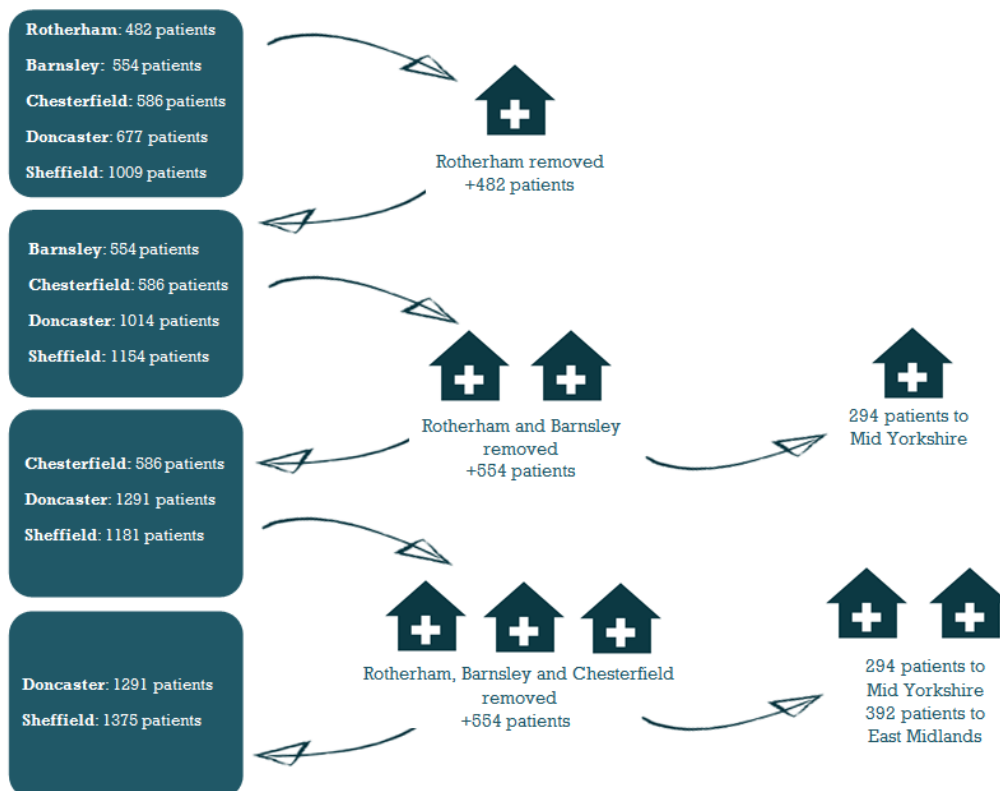 Rotherham: 482 patients
Barnsley: 554 patients
Chesterfield: 586 patients
Doncaster: 677 patients
Sheffield: 1009 patients
Rotherham removed
+482 patients
Barnsley: 554 patients
Chesterfield: 586 patients
Doncaster: 1014 patients
Sheffield: 1154 patients
Rotherham and Barnsley
removed
+554 patients
294 patients to
Mid Yorkshire
Chesterfield: 586 patients
Doncaster: 1291 patients
Sheffield: 1181 patients
Rotherham, Barnsley and Chesterfield
removed
+554 patients
294 patients to
Mid Yorkshire
392 patients to
East Midlands
Doncaster: 1291 patients
Sheffield: 1375 patients